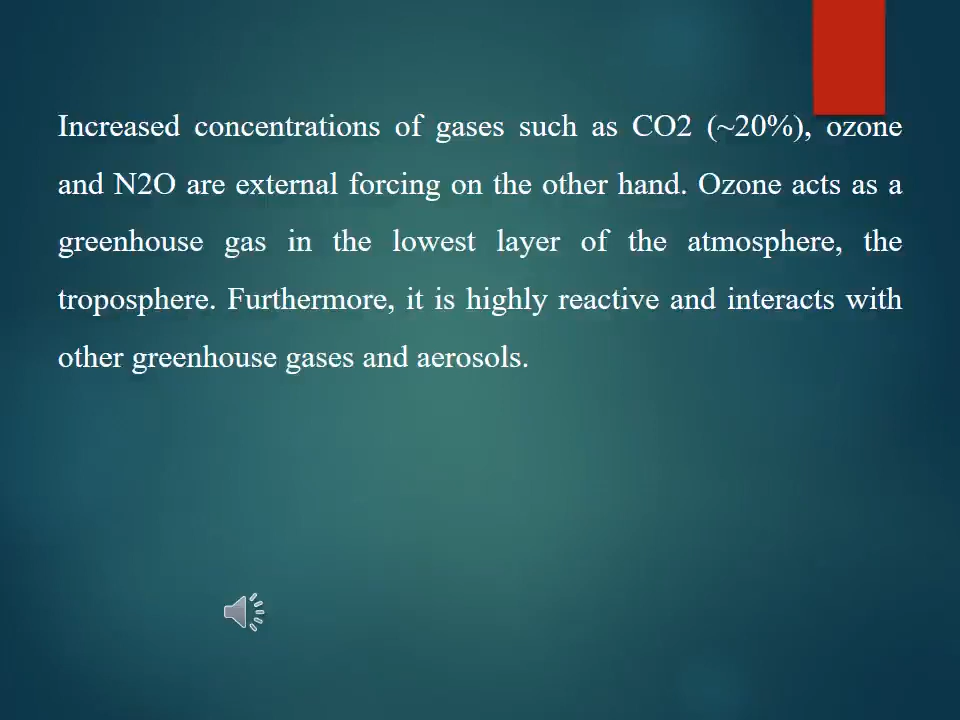 Increased concentrations of gases such as CO2 (~20%), ozone
and N2O are external forcing on the other hand. Ozone acts as a
greenhouse gas in the lowest layer of the atmosphere, the
troposphere. Furthermore, it is highly reactive and interacts with
other greenhouse gases and aerosols.